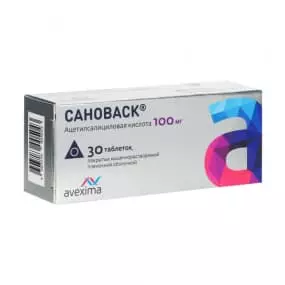 САНОВАСК®
Ацетилсалициловая кислота 100 мг
30 таблеток,
покрытых кишечнорастворимой
пленочной оболочкой
avexima